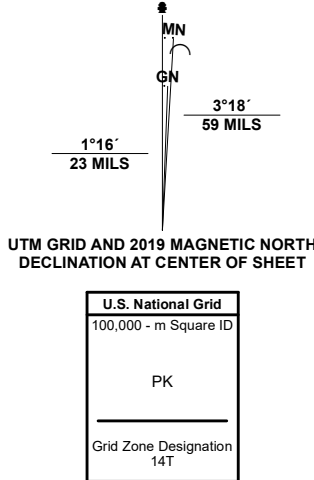 MN
GN
3°18´
59 MILS
1°16´
23 MILS
UTM GRID AND 2019 MAGNETIC NORTH
DECLINATION AT CENTER OF SHEET
U.S. National Grid
100,000 - m Square ID
PK
Grid Zone Designation
14T